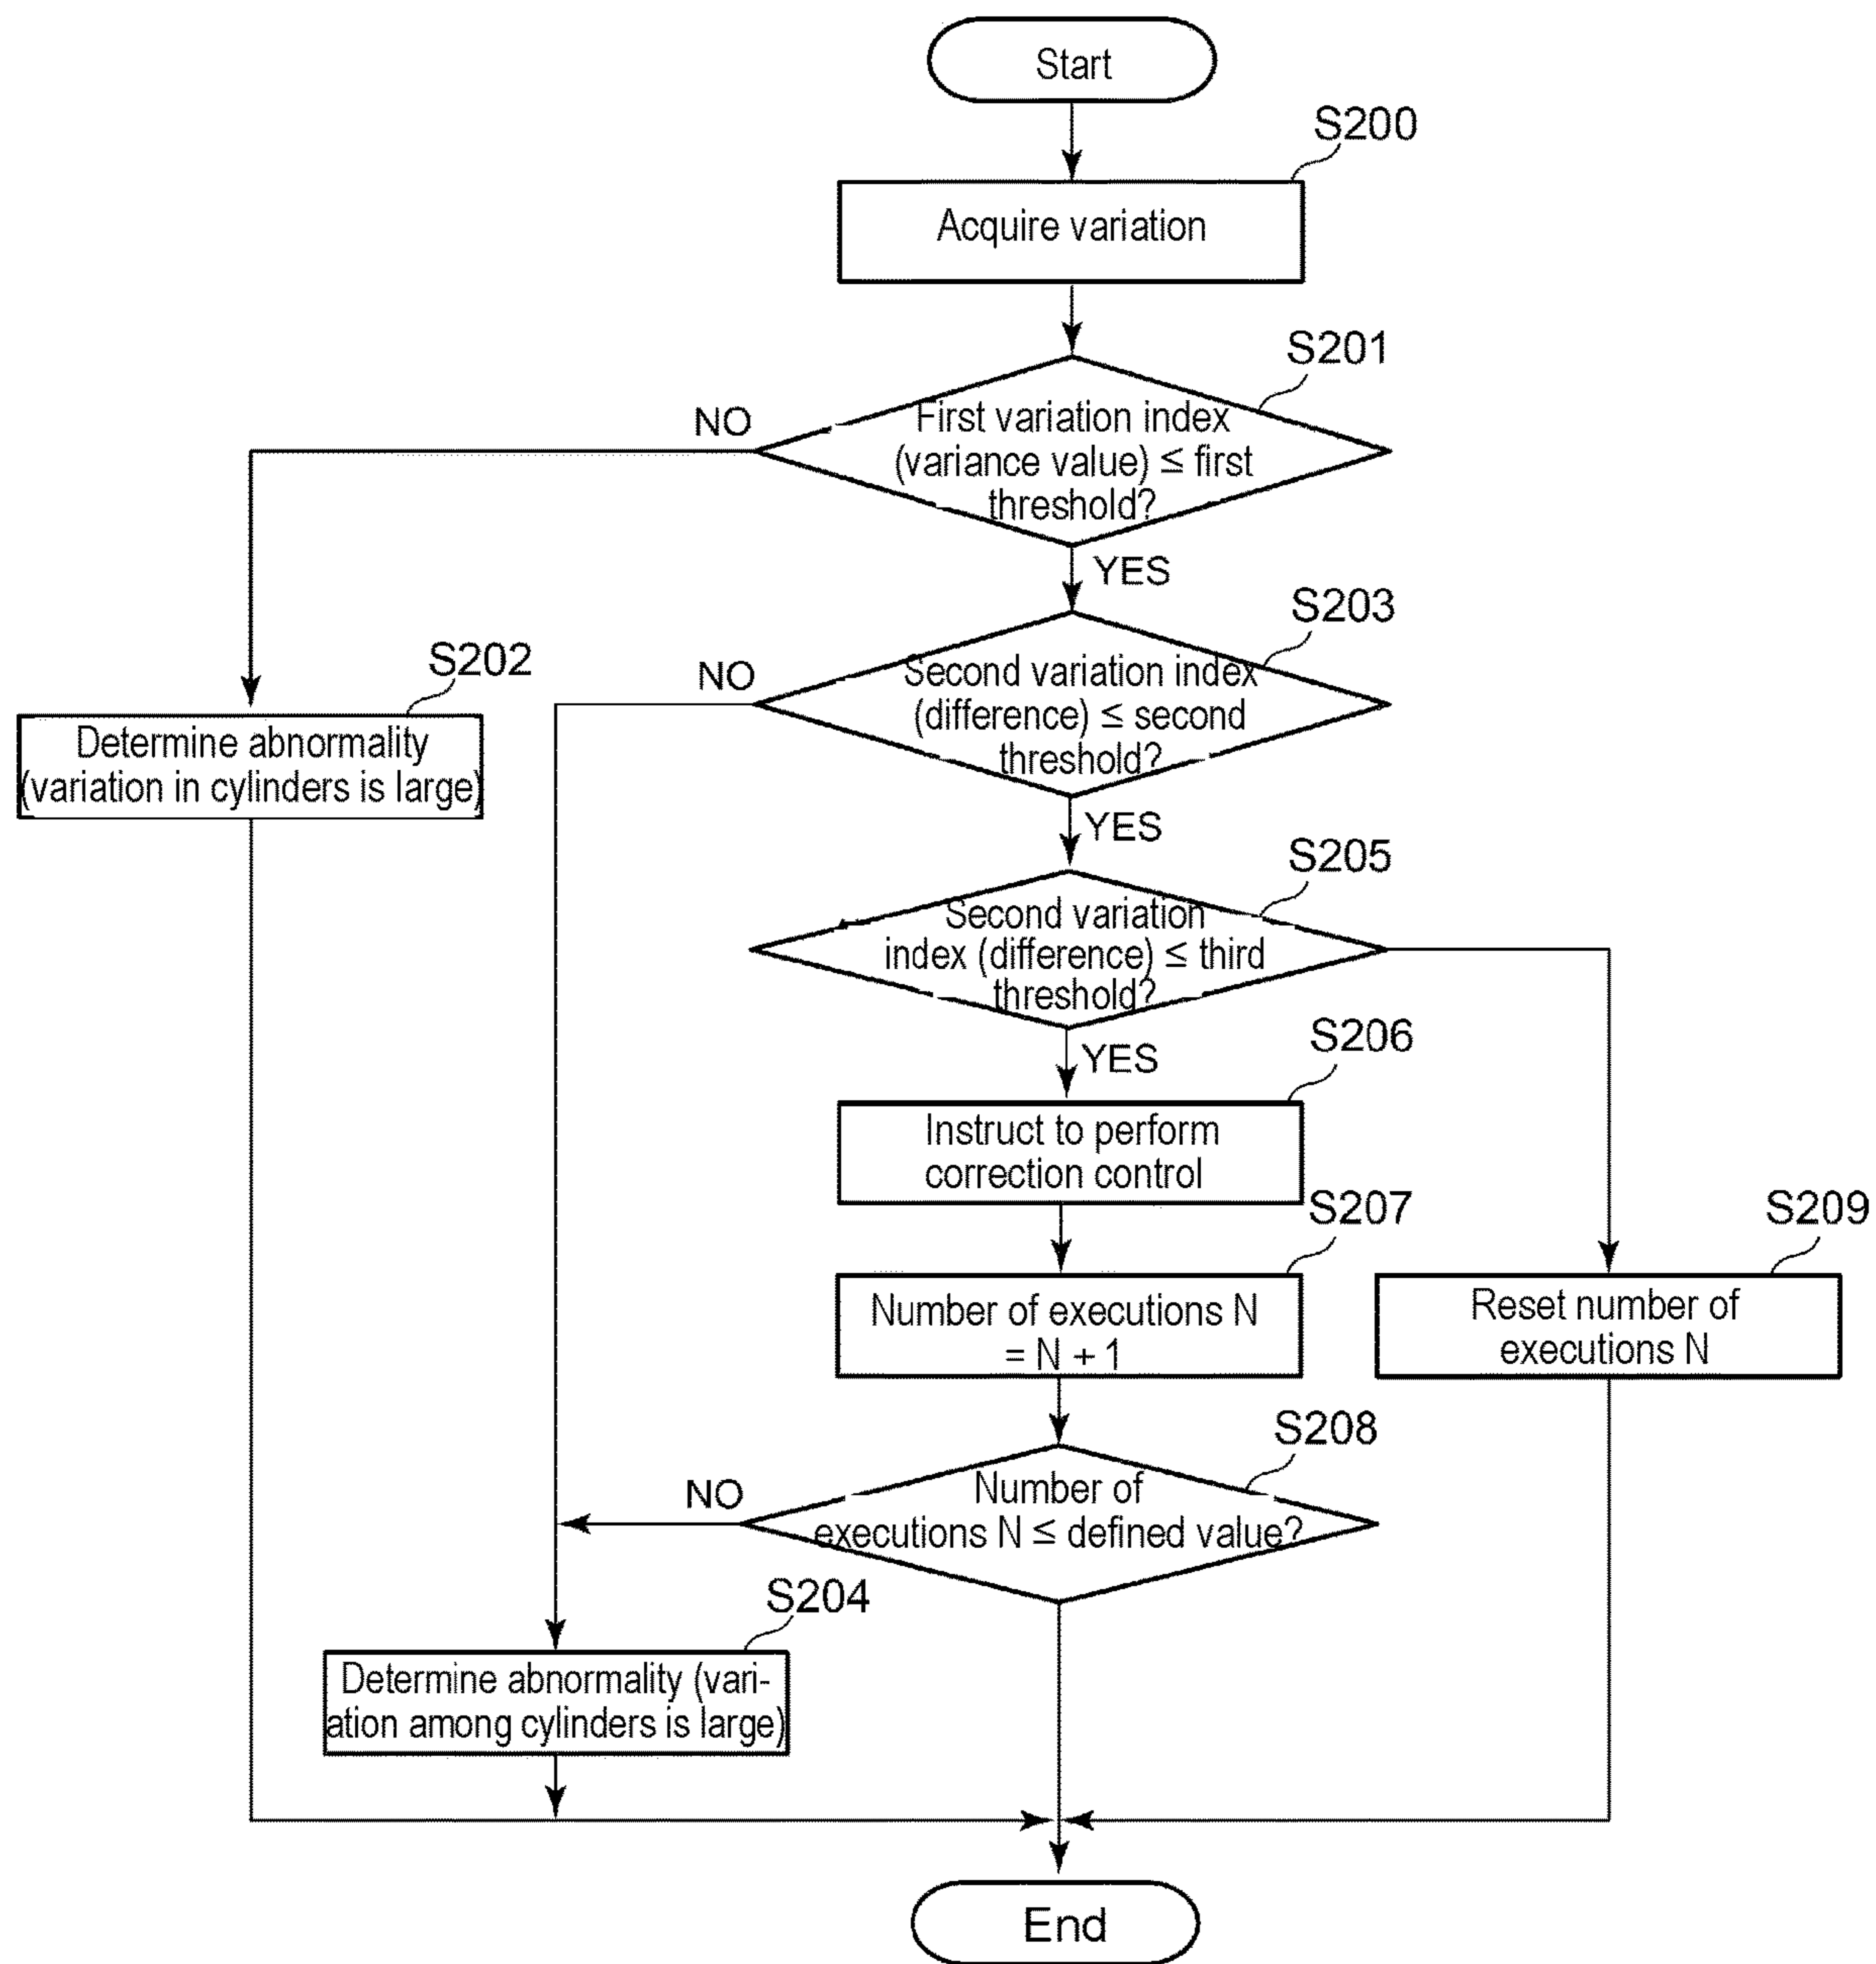 Start
S200
Acquire variation
S201
NO
First variation index
(variance value) ≤ first
threshold?
YES
S203
NO
Second variation index
(difference) ≤ second
threshold?
S202
Determine abnormality
(variation in cylinders is large)
YES
S205
Second variation
index (difference) ≤ third
threshold?
YES
S206
Instruct to perform
correction control
S207
Number of executions N
= N + 1
S209
Reset number of
executions N
S208
NO
Number of
executions N ≤ defined value?
S204
Determine abnormality (vari-
ation among cylinders is large)
End